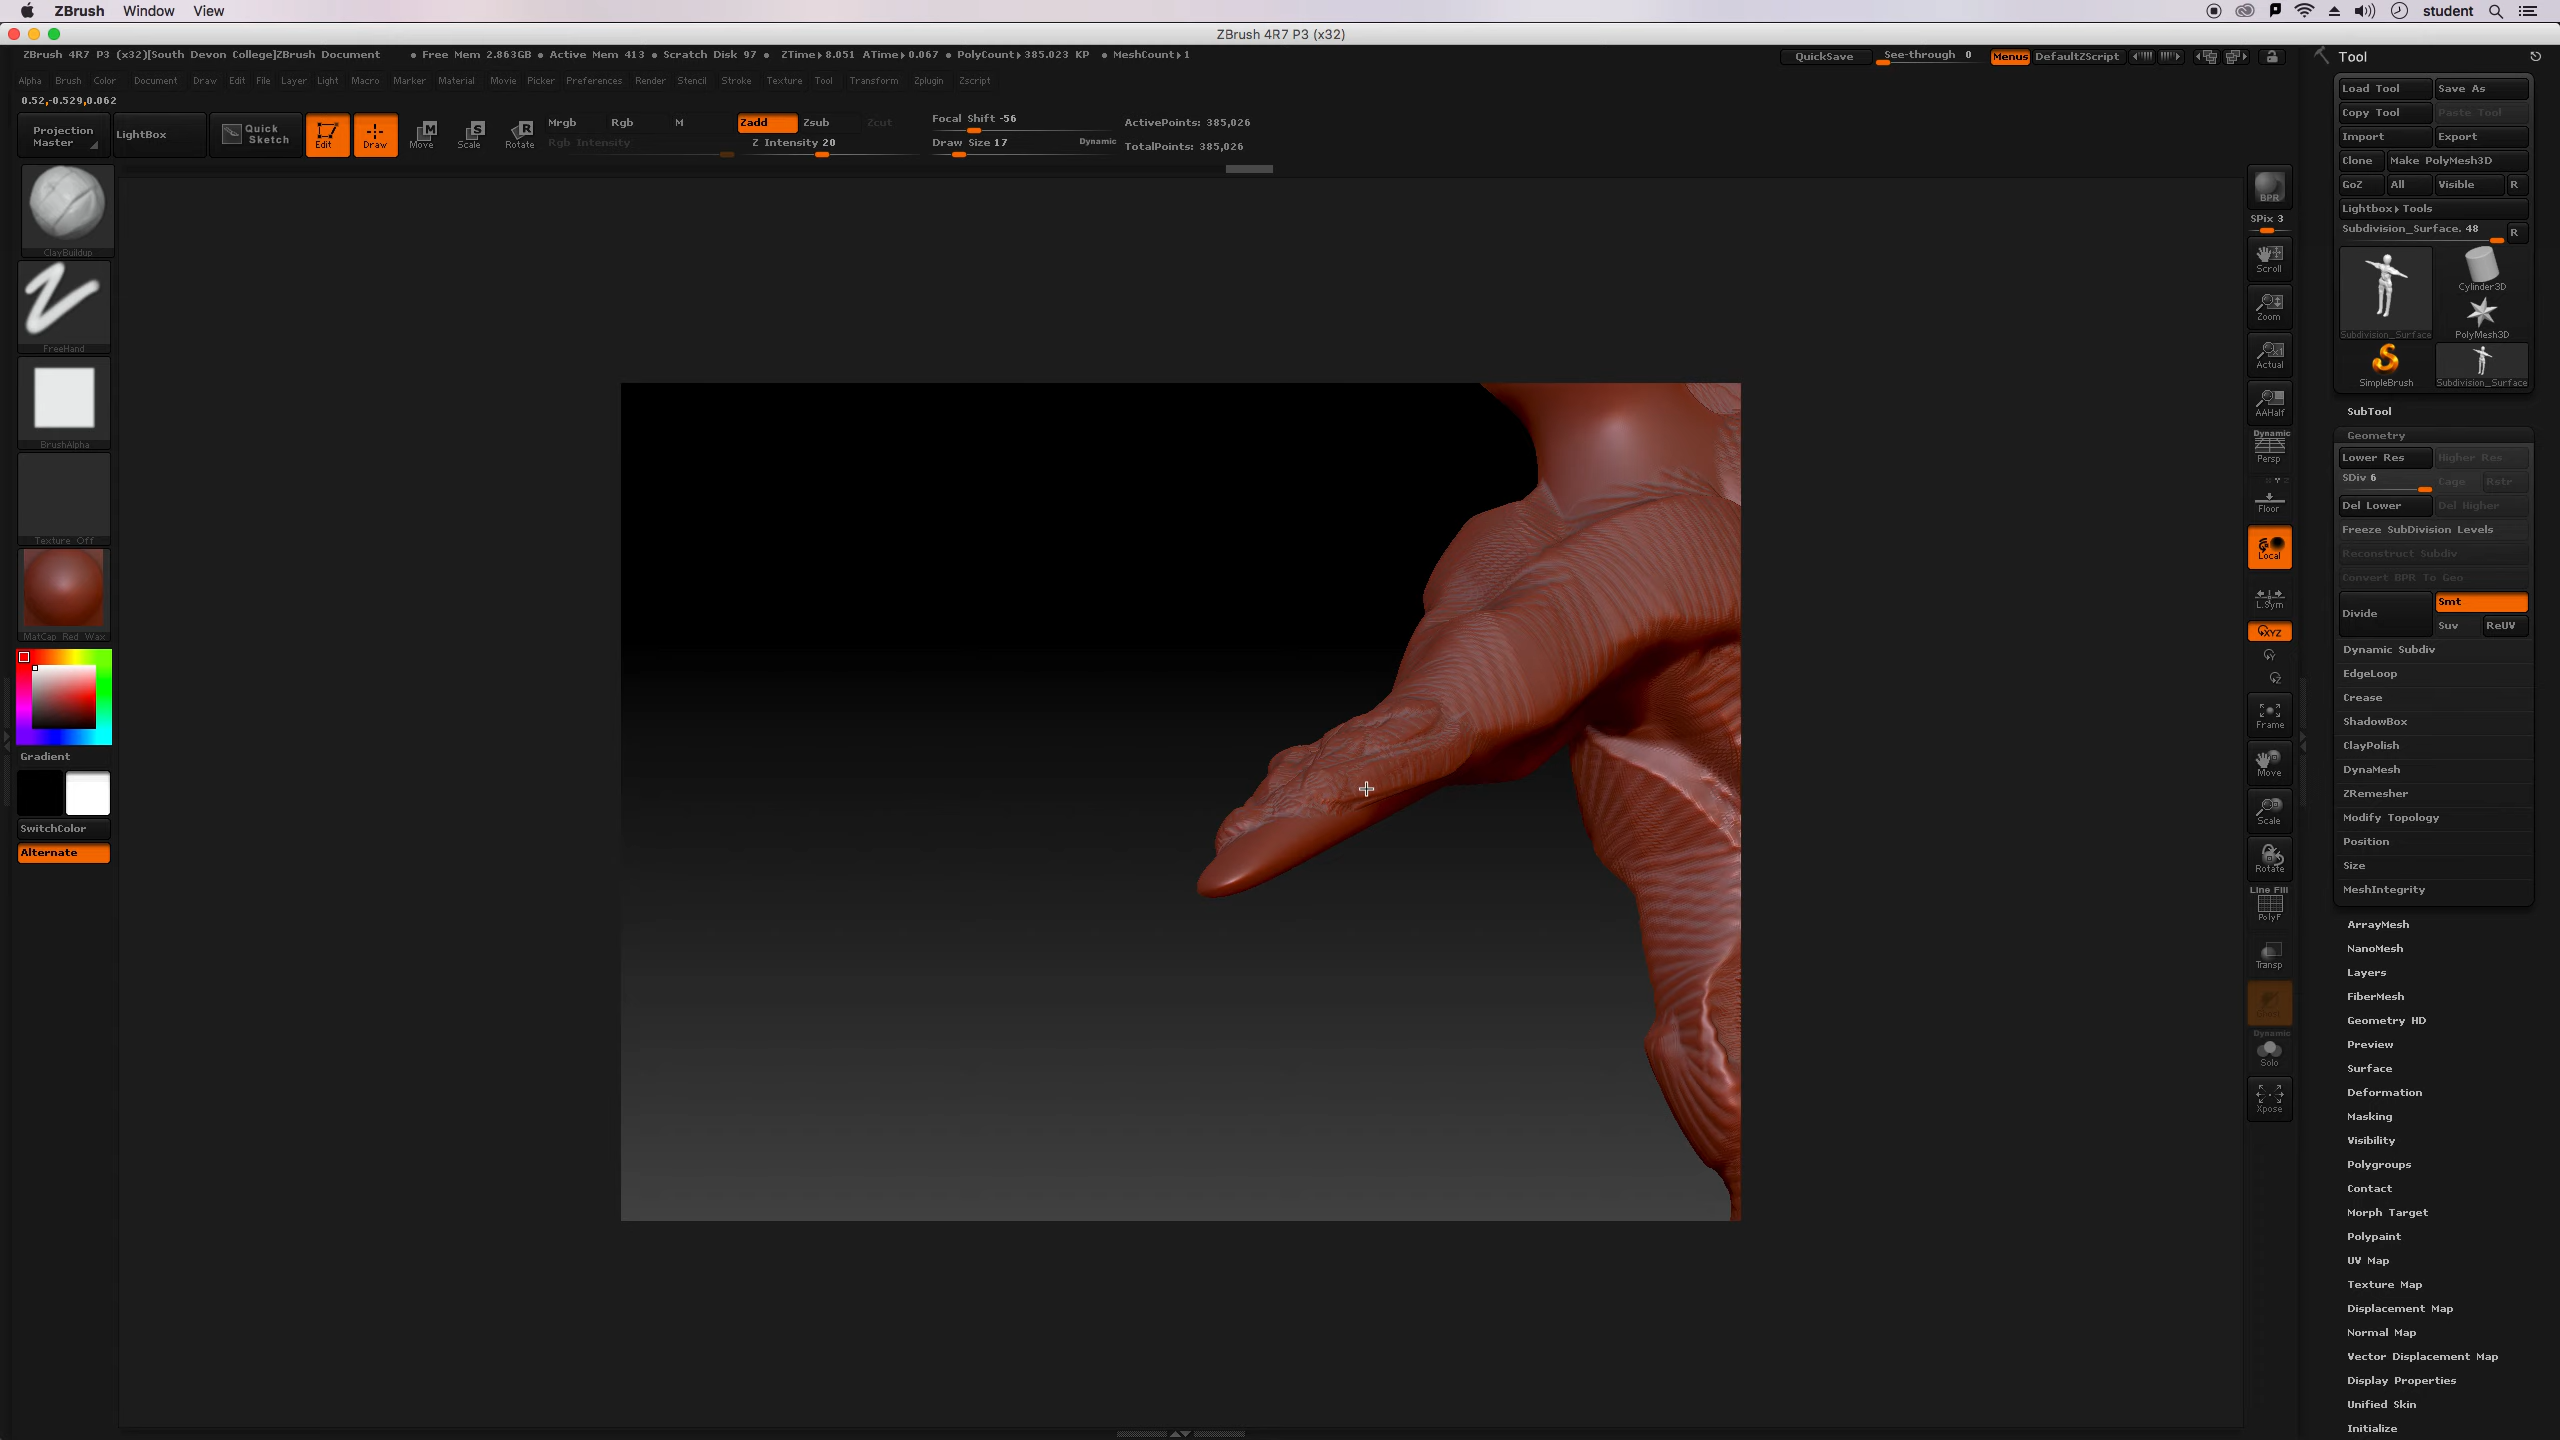 ZBrush Window View student
ZBrush 4R7 P3 (x32)
ZBrush 4R7 P3 (x32)[South Devon College]ZBrush Document • Free Mem 2.863GB • Active Mem 413 • Scratch Disk 97 • ZTime▸8.051 ATime▸0.067 • PolyCount▸385.023 KP • MeshCount▸1
QuickSave See-through 0 Menus DefaultZScript
Alpha Brush Color Document Draw Edit File Layer Light Macro Marker Material Movie Picker Preferences Render Stencil Stroke Texture Tool Transform Zplugin Zscript
0.52,-0.529,0.062
Projection Master
LightBox
Quick Sketch
Edit
Draw
M
Move
S
Scale
R
Rotate
Mrgb Rgb M
Rgb Intensity
Zadd Zsub Zcut
Z Intensity 20
Focal Shift -56
Draw Size 17 Dynamic
ActivePoints: 385,026
TotalPoints: 385,026
ClayBuildup
FreeHand
BrushAlpha
Texture Off
MatCap Red Wax
Gradient
SwitchColor
Alternate
BPR
SPix 3
Scroll
Zoom
Actual
AAHalf
Dynamic
Persp
Floor
Local
L.Sym
XYZ
Y
Z
Frame
Move
Scale
Rotate
Line Fill
PolyF
Transp
Dynamic
Solo
Xpose
Tool
Load Tool Save As
Copy Tool Paste Tool
Import Export
Clone Make PolyMesh3D
GoZ All Visible R
Lightbox▸Tools
Subdivision_Surface. 48 R
Cylinder3D
Subdivision_Surface PolyMesh3D
SimpleBrush Subdivision_Surface
SubTool
Geometry
Lower Res Higher Res
SDiv 6 Cage Rstr
Del Lower Del Higher
Freeze SubDivision Levels
Reconstruct Subdiv
Convert BPR To Geo
Divide Smt
Suv ReUV
Dynamic Subdiv
EdgeLoop
Crease
ShadowBox
ClayPolish
DynaMesh
ZRemesher
Modify Topology
Position
Size
MeshIntegrity
ArrayMesh
NanoMesh
Layers
FiberMesh
Geometry HD
Preview
Surface
Deformation
Masking
Visibility
Polygroups
Contact
Morph Target
Polypaint
UV Map
Texture Map
Displacement Map
Normal Map
Vector Displacement Map
Display Properties
Unified Skin
Initialize